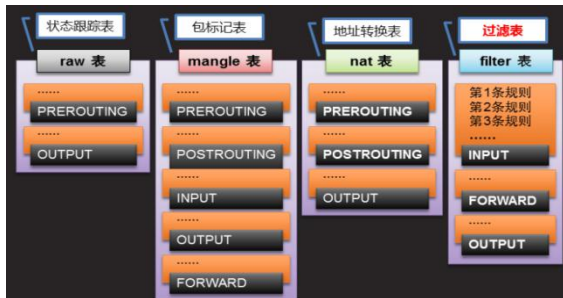 状态跟踪表
raw 表
......
PREROUTING
......
OUTPUT
包标记表
mangle 表
......
PREROUTING
......
POSTROUTING
......
INPUT
......
OUTPUT
......
FORWARD
地址转换表
nat 表
......
PREROUTING
......
POSTROUTING
......
OUTPUT
过滤表
filter 表
第1条规则
第2条规则
第3条规则
......
INPUT
......
FORWARD
......
OUTPUT